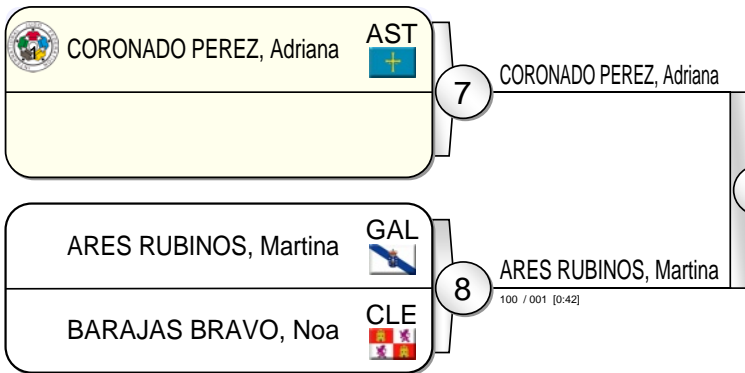 1
CORONADO PEREZ, Adriana
AST
7
CORONADO PEREZ, Adriana
ARES RUBINOS, Martina
GAL
8
ARES RUBINOS, Martina
100 / 001 [0:42]
BARAJAS BRAVO, Noa
CLE